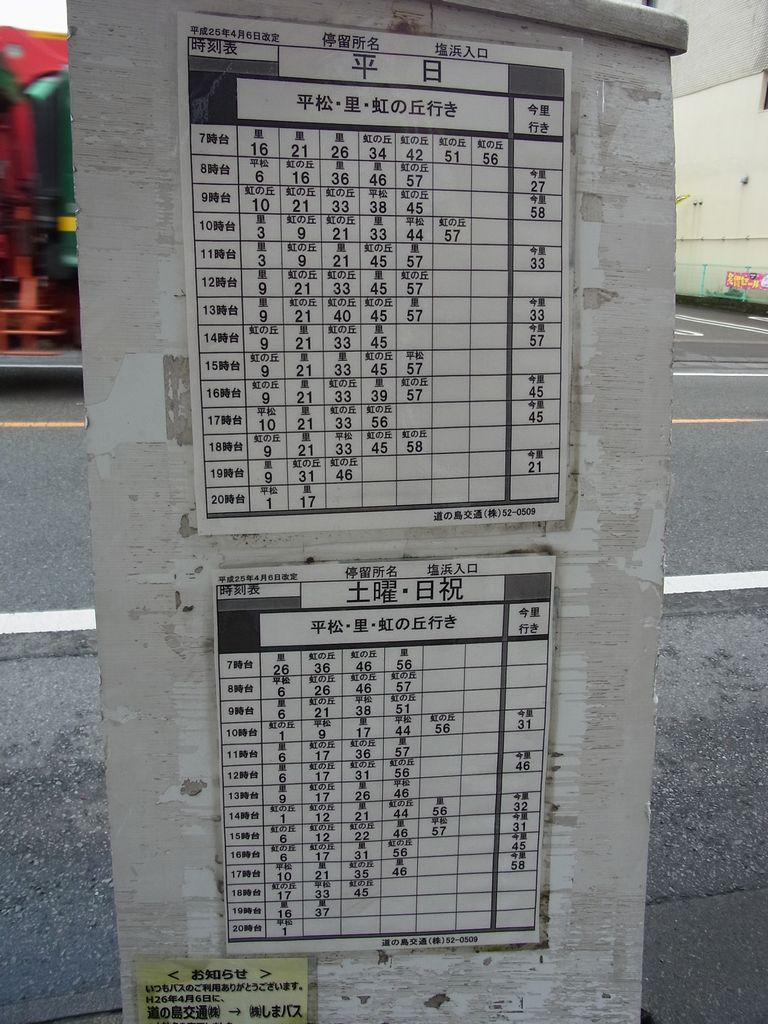 平成25年4月6日改定
時刻表 停留所名 塩浜入口
平 日
平松・里・虹の丘行き 今里行き
7時台 里16 里21 里26 虹の丘34 虹の丘42 虹の丘51 虹の丘56
8時台 平松6 虹の丘16 里36 里46 虹の丘57 今里27
9時台 虹の丘10 虹の丘21 虹の丘33 平松38 虹の丘45 今里58
10時台 里3 虹の丘9 虹の丘21 里33 平松44 虹の丘57
11時台 里3 虹の丘9 里21 虹の丘45 里57 今里33
12時台 里9 虹の丘21 平松33 里45 虹の丘57
13時台 里9 虹の丘21 虹の丘40 虹の丘45 里57 今里33
14時台 虹の丘9 里21 虹の丘33 里45 今里57
15時台 虹の丘9 里21 里33 虹の丘45 平松57
16時台 虹の丘9 里21 虹の丘33 里39 虹の丘57 今里45
17時台 平松10 里21 虹の丘33 虹の丘56 今里45
18時台 虹の丘9 里21 平松33 虹の丘45 虹の丘58
19時台 里9 虹の丘31 虹の丘46 今里21
20時台 平松1 里17
道の島交通(株)52-0509
平成25年4月6日改定
時刻表 停留所名 塩浜入口
土曜・日祝
平松・里・虹の丘行き 今里行き
7時台 里26 虹の丘36 虹の丘46 里56
8時台 平松6 虹の丘26 虹の丘46 虹の丘57
9時台 里6 虹の丘21 平松38 虹の丘51
10時台 虹の丘1 平松9 里17 虹の丘44 虹の丘56 今里31
11時台 里6 虹の丘17 虹の丘36 里57
12時台 里6 虹の丘17 虹の丘31 虹の丘56 今里46
13時台 里9 虹の丘17 里26 平松46
14時台 虹の丘1 虹の丘12 里21 虹の丘44 里56 今里32
15時台 虹の丘6 虹の丘12 虹の丘22 里46 平松57 今里31
16時台 虹の丘6 虹の丘17 里31 虹の丘56 今里45
17時台 平松10 里21 虹の丘35 里46 今里58
18時台 虹の丘17 平松33 虹の丘45
19時台 里16 里37
20時台 平松1
道の島交通(株)52-0509
< お知らせ >
いつもバスのご利用ありがとうございます。
H26年4月6日に、
道の島交通㈱ → ㈱しまバス